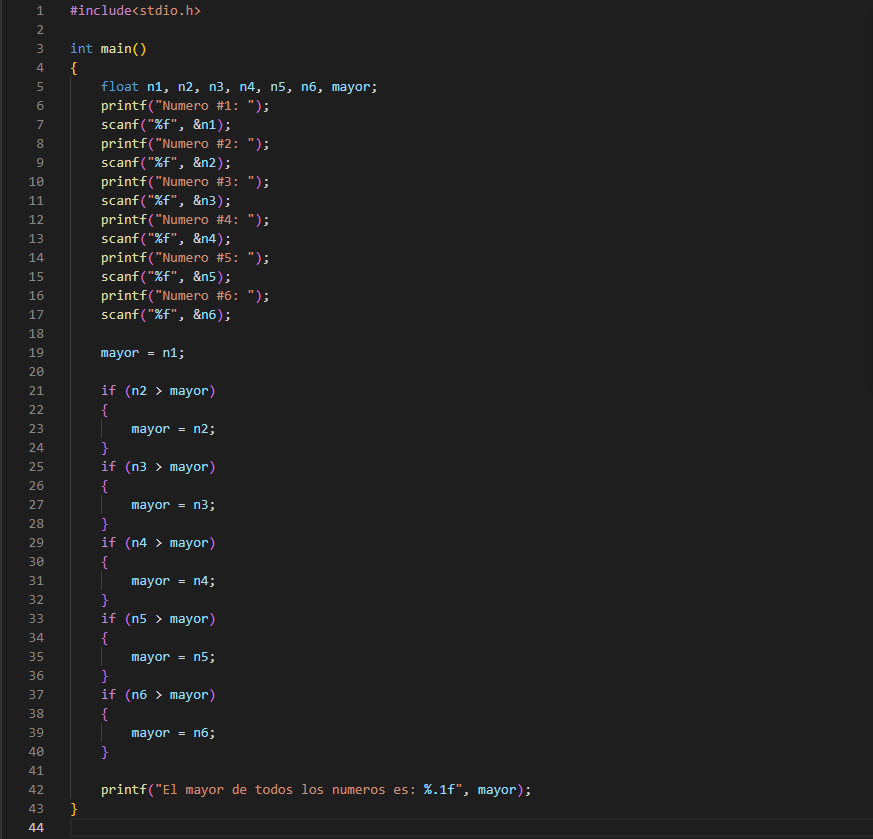 1 #include<stdio.h>
2
3 int main()
4 {
5     float n1, n2, n3, n4, n5, n6, mayor;
6     printf("Numero #1: ");
7     scanf("%f", &n1);
8     printf("Numero #2: ");
9     scanf("%f", &n2);
10     printf("Numero #3: ");
11     scanf("%f", &n3);
12     printf("Numero #4: ");
13     scanf("%f", &n4);
14     printf("Numero #5: ");
15     scanf("%f", &n5);
16     printf("Numero #6: ");
17     scanf("%f", &n6);
18
19     mayor = n1;
20
21     if (n2 > mayor)
22     {
23         mayor = n2;
24     }
25     if (n3 > mayor)
26     {
27         mayor = n3;
28     }
29     if (n4 > mayor)
30     {
31         mayor = n4;
32     }
33     if (n5 > mayor)
34     {
35         mayor = n5;
36     }
37     if (n6 > mayor)
38     {
39         mayor = n6;
40     }
41
42     printf("El mayor de todos los numeros es: %.1f", mayor);
43 }
44